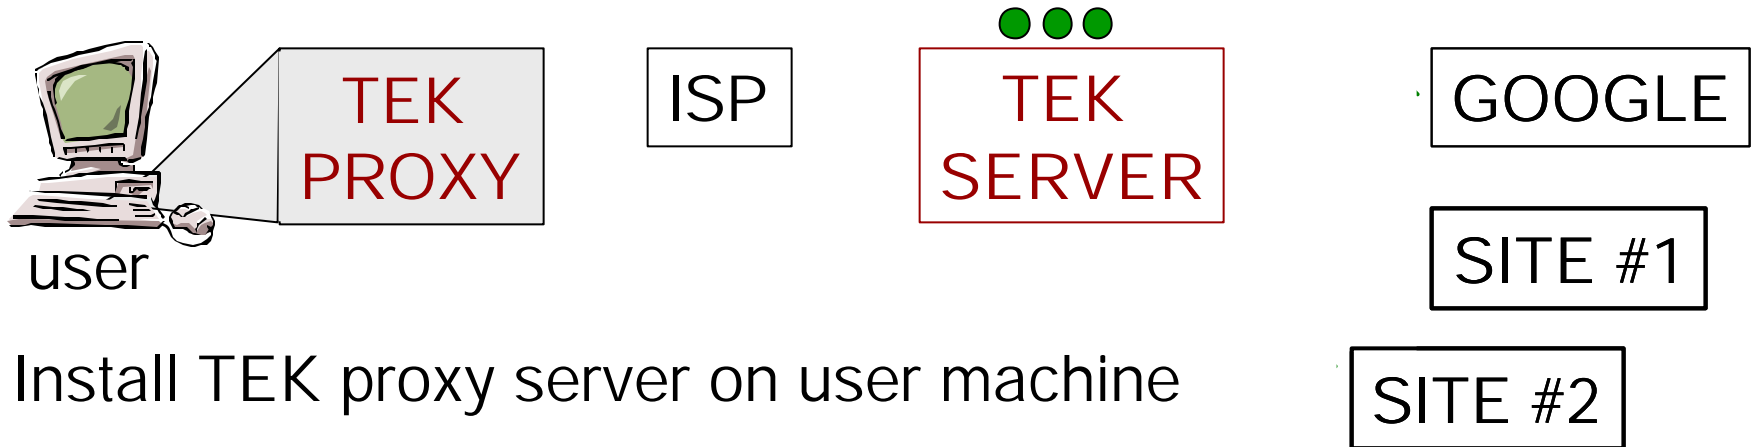 TEK
PROXY
ISP
TEK
SERVER
GOOGLE
SITE #1
user
Install TEK proxy server on user machine
SITE #2